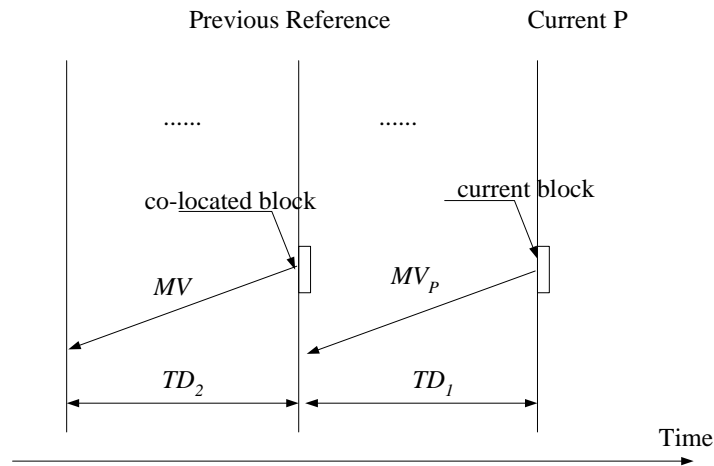 Previous Reference
Current P
......
......
co-located block
current block
MV
MV_P
TD_2
TD_1
Time